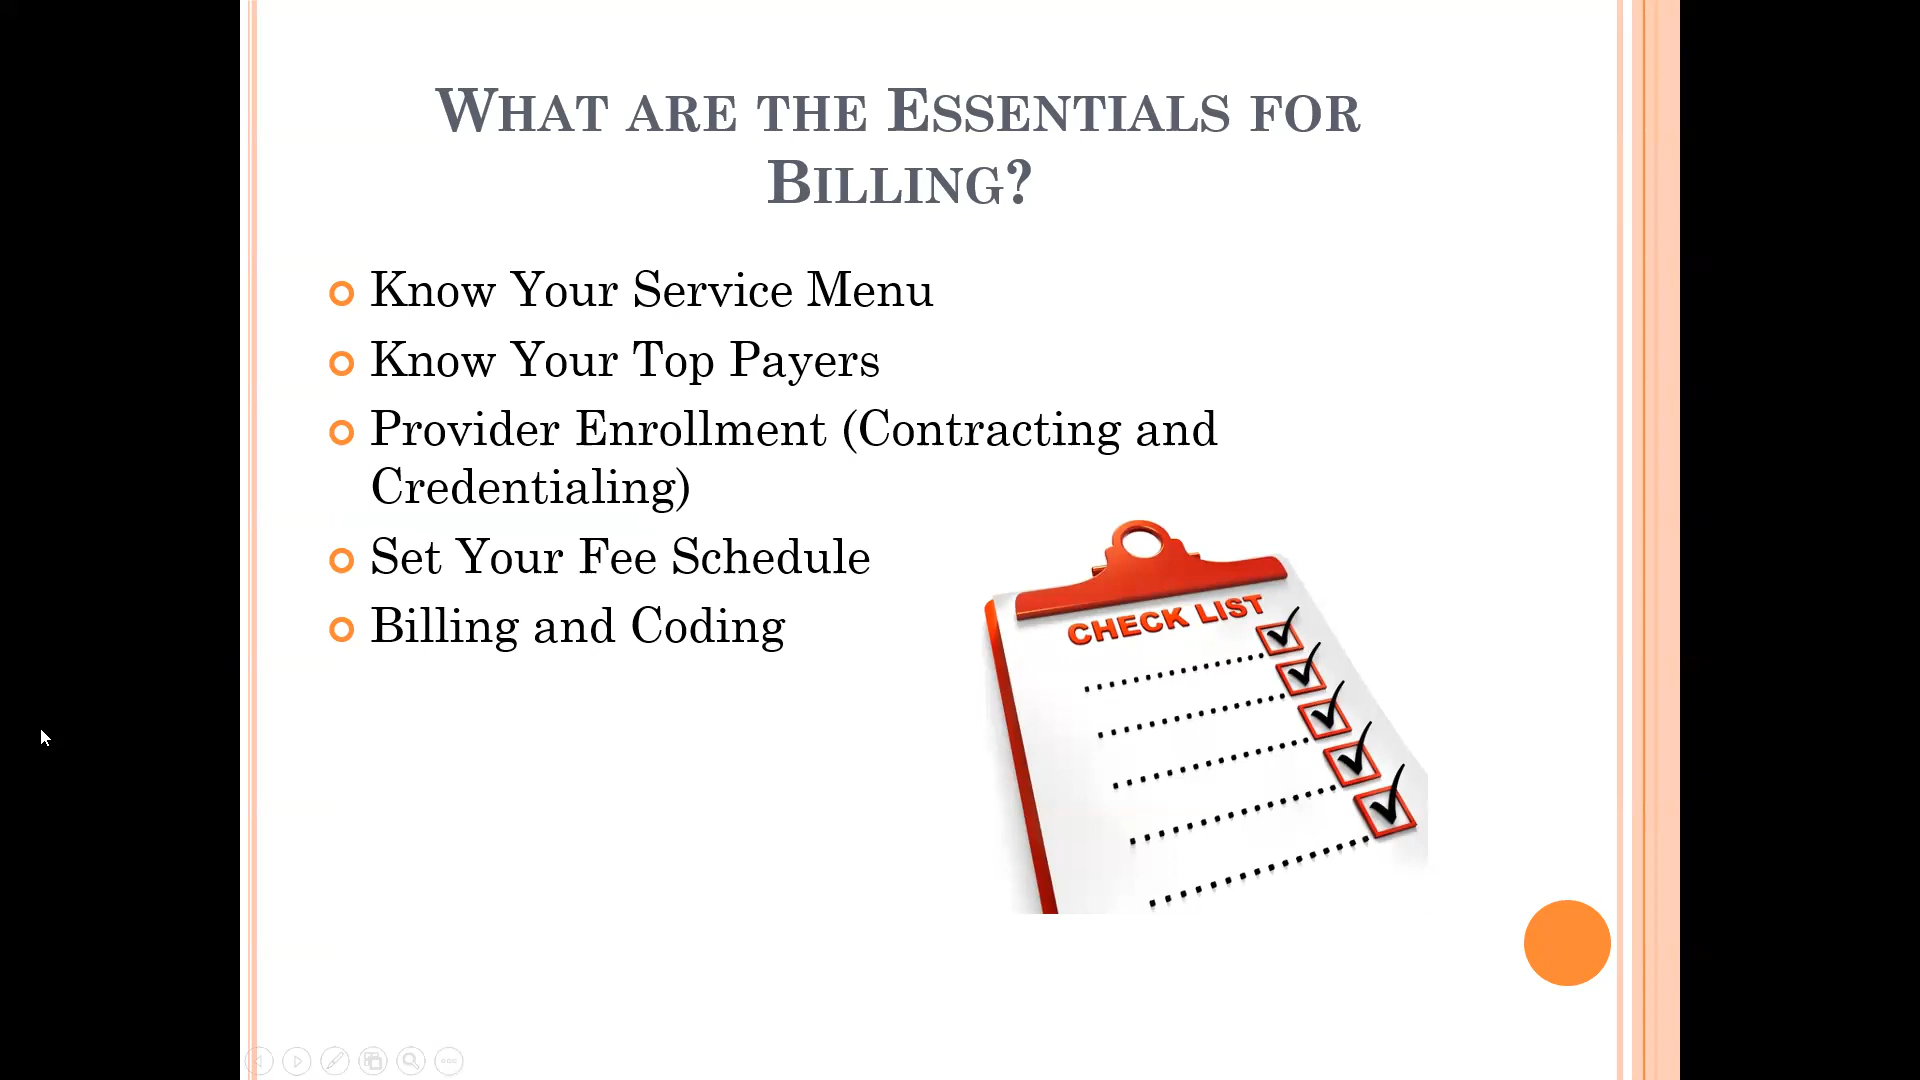 What are the Essentials for
Billing?
Know Your Service Menu
Know Your Top Payers
Provider Enrollment (Contracting and
Credentialing)
Set Your Fee Schedule
Billing and Coding
CHECK LIST